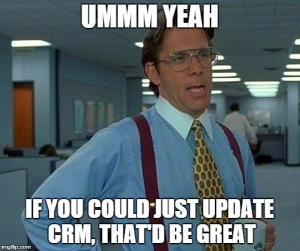 UMMM YEAH
IF YOU COULD JUST UPDATE
CRM, THAT'D BE GREAT
imgflip.com